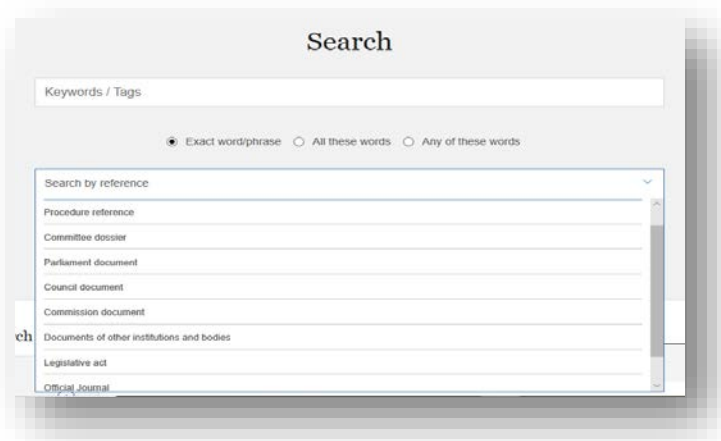 Search
Keywords / Tags
Exact word/phrase All these words Any of these words
Search by reference
Procedure reference
Committee dossier
Parliament document
Council document
Commission document
rch
Documents of other institutions and bodies
Legislative act
Official Journal